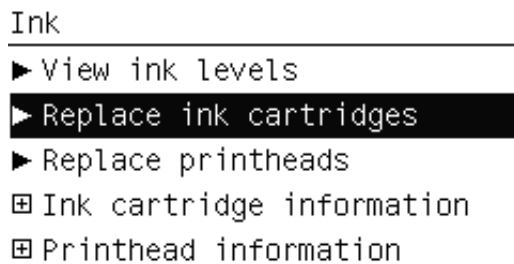 Ink
View ink levels
Replace ink cartridges
Replace printheads
Ink cartridge information
Printhead information